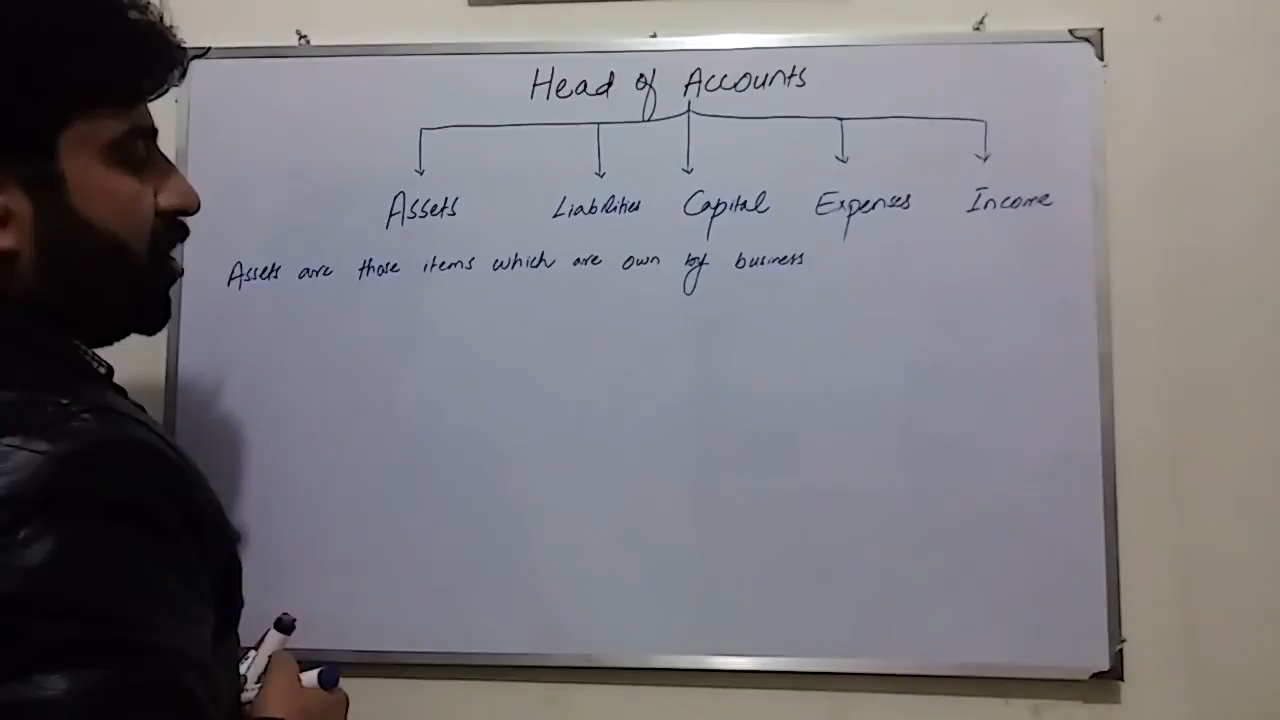 Head of Accounts
Assets Liabilities Capital Expenses Income
Assets are those items which are own by business